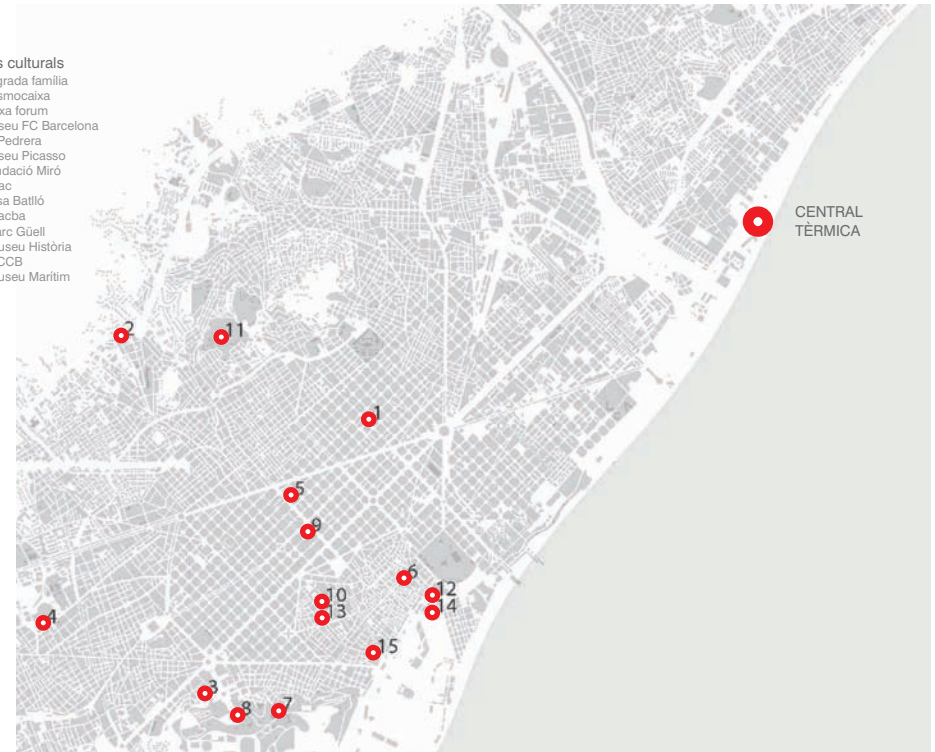 s culturals
grada família
smocaixa
xa forum
seu FC Barcelona
Pedrera
seu Picasso
ndació Miró
ac
sa Batlló
acba
arc Güell
useu Història
CCB
useu Marítim
CENTRAL
TÈRMICA
2
11
1
5
9
6
10
12
13
14
4
15
3
8
7